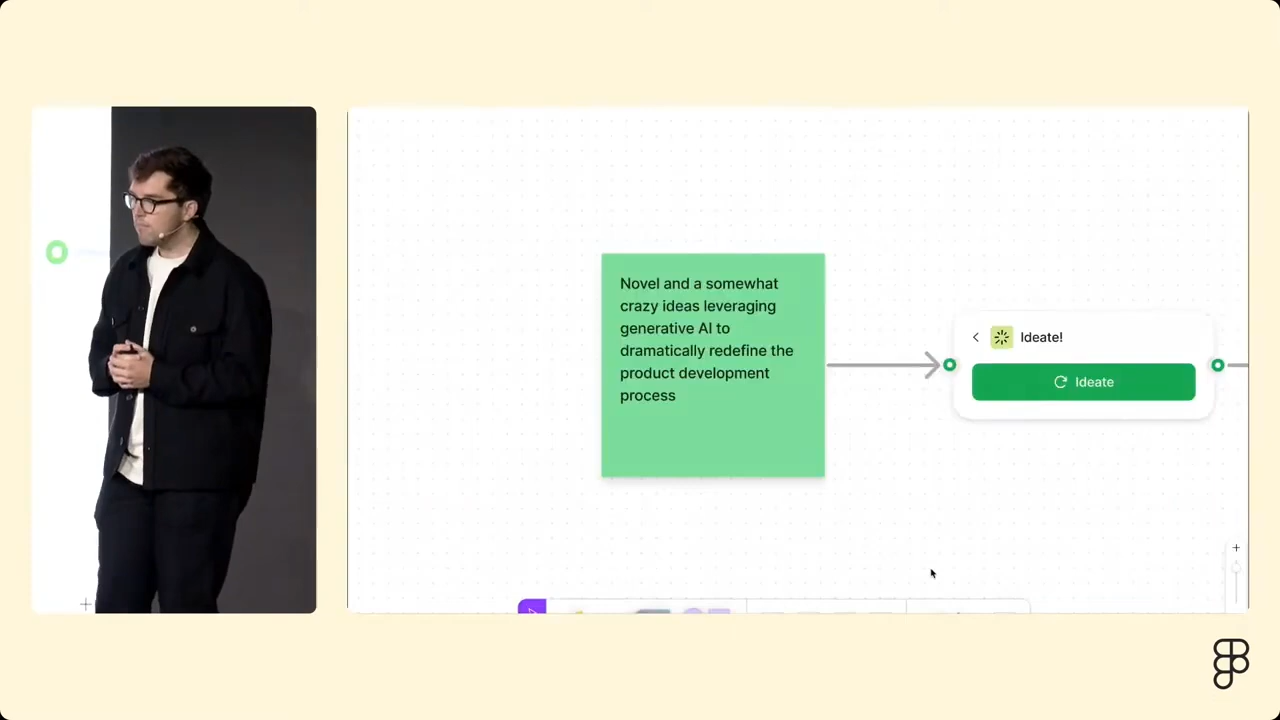 Novel and a somewhat
crazy ideas leveraging
generative AI to
dramatically redefine the
product development
process
Ideate!
Ideate